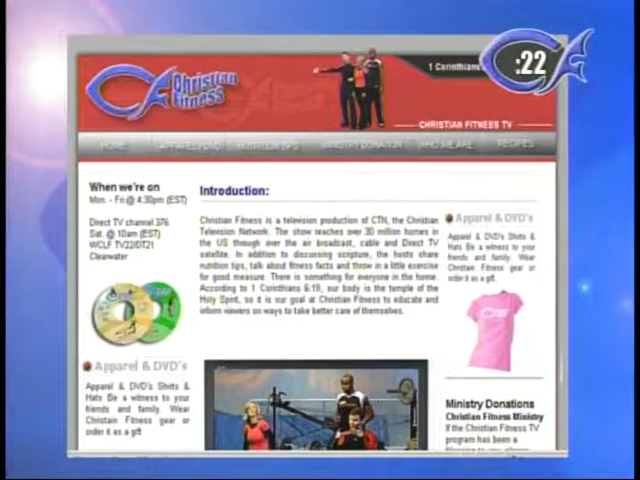 :22
1 Corinthians
Christian
Fitness
CHRISTIAN FITNESS TV
HOME APPAREL/DVD NUTRITION TIPS MINISTRY DONATION WHO WE ARE RECIPES
When we're on
Mon. - Fri @ 4:30pm (EST)
Direct TV channel 376
Sat. @ 10am (EST)
WCLF TV22/DT21
Clearwater
Apparel & DVD's
Apparel & DVD's Shirts &
Hats Be a witness to your
friends and family. Wear
Christain Fitness gear or
order it as a gift
Introduction:
Christian Fitness is a television production of CTN, the Christian
Television Network. The show reaches over 30 million homes in
the US through over the air broadcast, cable and Direct TV
satellite. In addition to discussing scripture, the hosts share
nutrition tips, talk about fitness facts and throw in a little exercise
for good measure. There is something for everyone in the home.
According to 1 Corinthians 6:19, our body is the temple of the
Holy Spirit, so it is our goal at Christian Fitness to educate and
inform viewers on ways to take better care of themselves.
Apparel & DVD's
Apparel & DVD's Shirts &
Hats Be a witness to your
friends and family. Wear
Christain Fitness gear or
order it as a gift.
Ministry Donations
Christian Fitness Ministry
If the Christian Fitness TV
program has been a